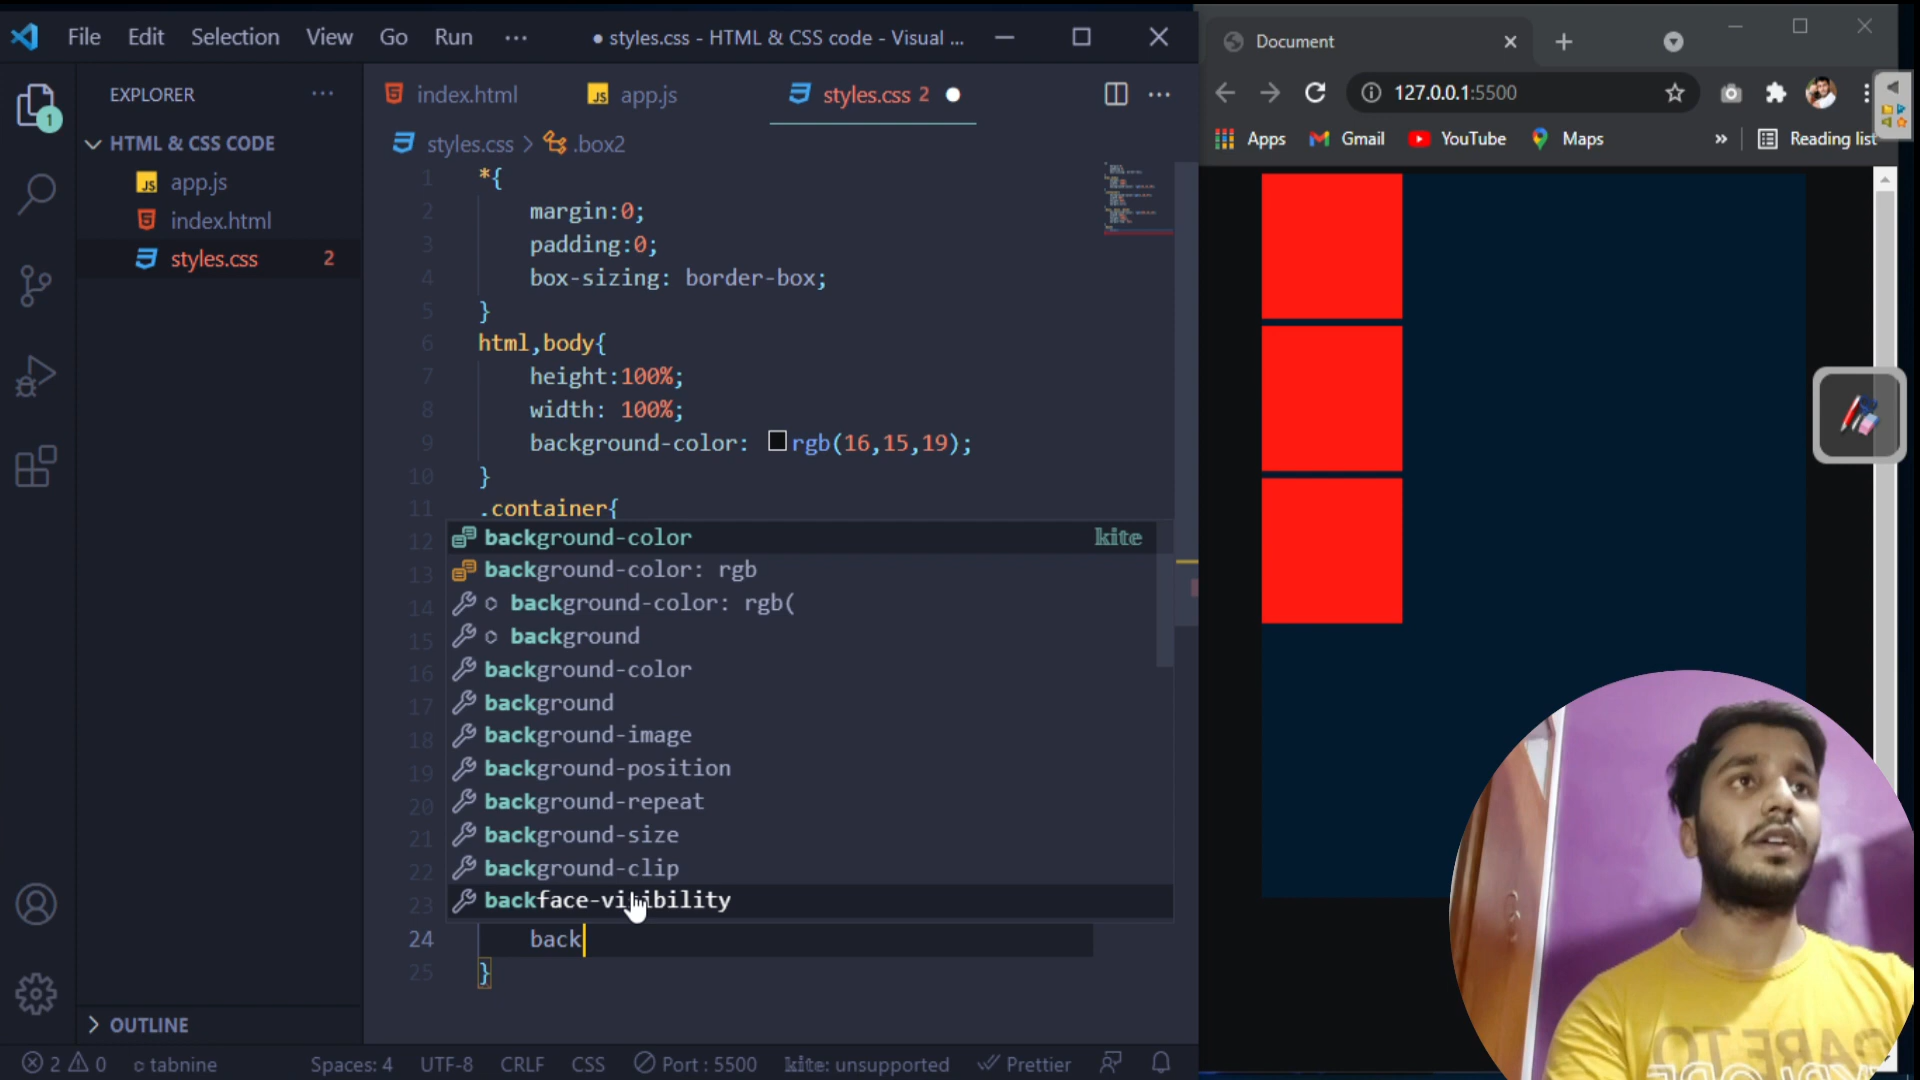 File Edit Selection View Go Run ··· ● styles.css - HTML & CSS code - Visual ...
EXPLORER ···
HTML & CSS CODE
JS app.js
index.html
styles.css 2
OUTLINE
1
index.html JS app.js styles.css 2
styles.css > .box2
1 *{
2 margin:0;
3 padding:0;
4 box-sizing: border-box;
5 }
6 html,body{
7 height:100%;
8 width: 100%;
9 background-color: rgb(16,15,19);
10 }
11 .container{
12 background-color kite
13 background-color: rgb
14 background-color: rgb(
15 background
16 background-color
17 background
18 background-image
19 background-position
20 background-repeat
21 background-size
22 background-clip
23 backface-visibility
24 back
25 }
2 0 tabnine Spaces: 4 UTF-8 CRLF CSS Port : 5500 kite: unsupported Prettier
Document
127.0.0.1:5500
Apps Gmail YouTube Maps » Reading list